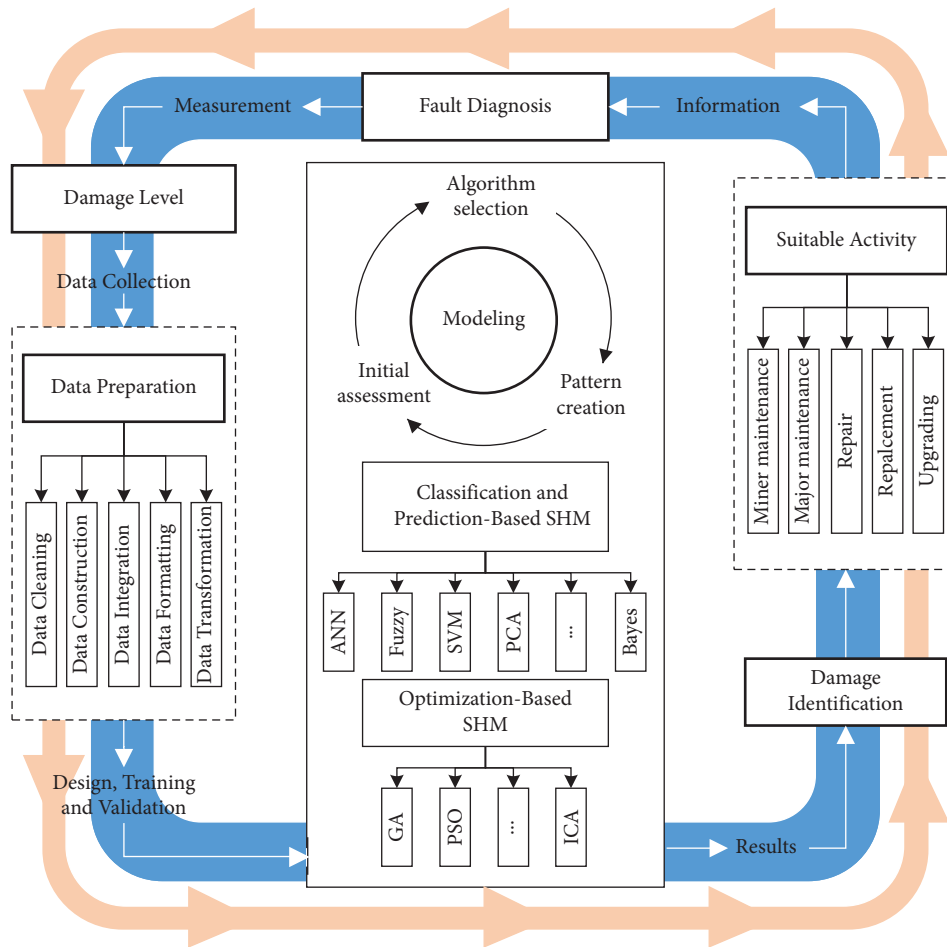 Measurement
Fault Diagnosis
Information
Damage Level
Data Collection
Data Preparation
Data Cleaning
Data Construction
Data Integration
Data Formatting
Data Transformation
Design, Training
and Validation
Algorithm
selection
Modeling
Initial
assessment
Pattern
creation
Classification and
Prediction-Based SHM
ANN
Fuzzy
SVM
PCA
...
Bayes
Optimization-Based
SHM
GA
PSO
...
ICA
Suitable Activity
Miner maintenance
Major maintenance
Repair
Repalcement
Upgrading
Damage
Identification
Results